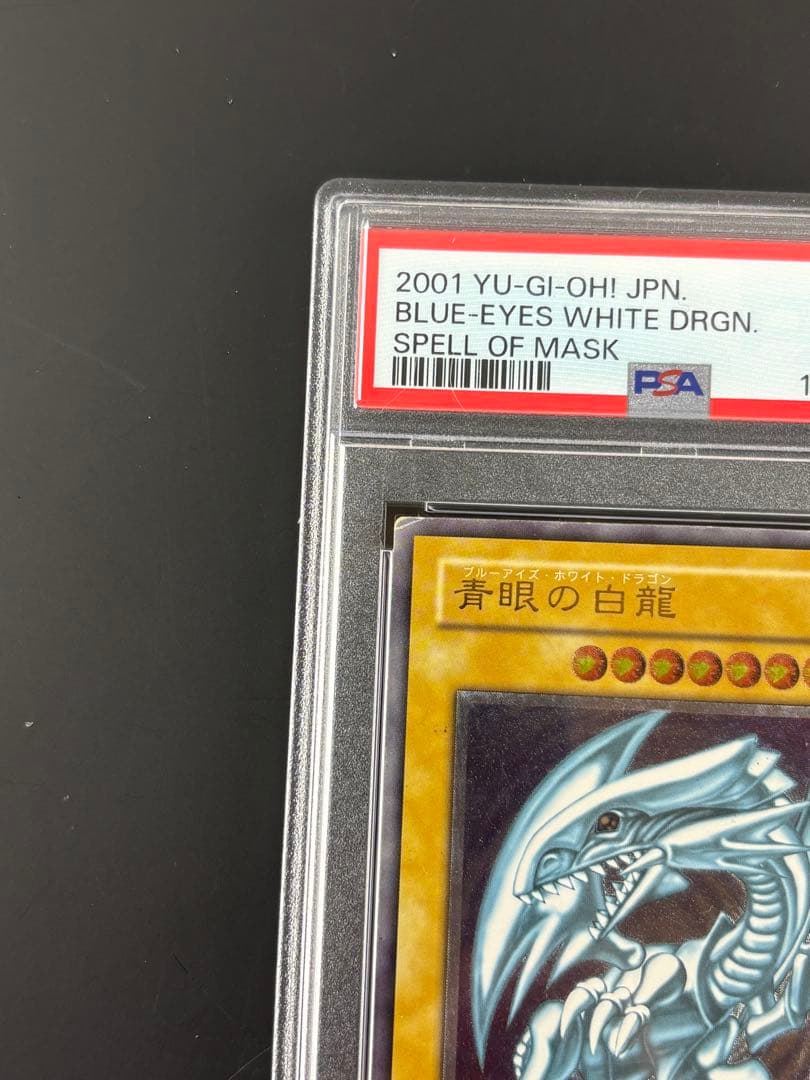 2001 YU-GI-OH! JPN.
BLUE-EYES WHITE DRGN.
SPELL OF MASK
PSA
1
ブルーアイズ・ホワイト・ドラゴン
青眼の白龍